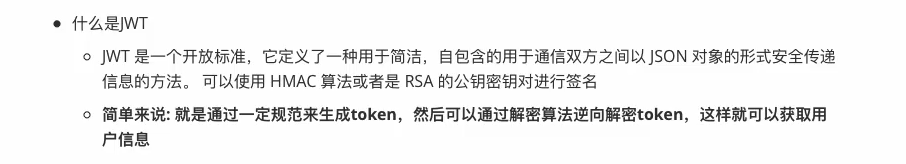 什么是JWT
JWT 是一个开放标准，它定义了一种用于简洁，自包含的用于通信双方之间以 JSON 对象的形式安全传递
信息的方法。 可以使用 HMAC 算法或者是 RSA 的公钥密钥对进行签名
简单来说: 就是通过一定规范来生成token，然后可以通过解密算法逆向解密token，这样就可以获取用
户信息